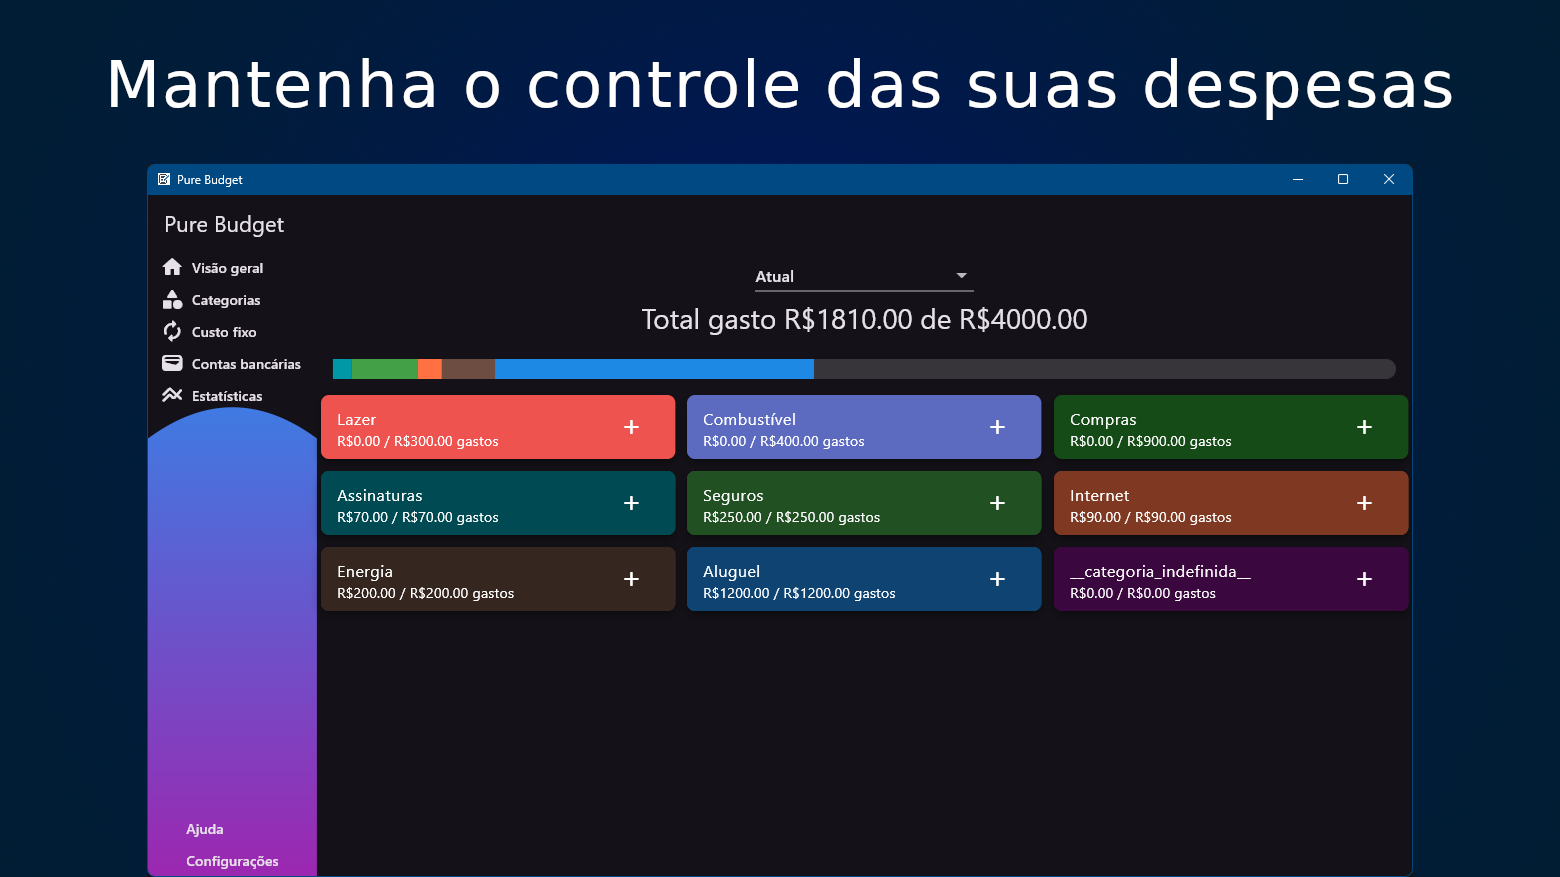 Mantenha o controle das suas despesas
Pure Budget
Pure Budget
Visão geral
Categorias
Custo fixo
Contas bancárias
Estatísticas
Ajuda
Configurações
Atual
Total gasto R$1810.00 de R$4000.00
Lazer
R$0.00 / R$300.00 gastos
Combustível
R$0.00 / R$400.00 gastos
Compras
R$0.00 / R$900.00 gastos
Assinaturas
R$70.00 / R$70.00 gastos
Seguros
R$250.00 / R$250.00 gastos
Internet
R$90.00 / R$90.00 gastos
Energia
R$200.00 / R$200.00 gastos
Aluguel
R$1200.00 / R$1200.00 gastos
__categoria_indefinida__
R$0.00 / R$0.00 gastos